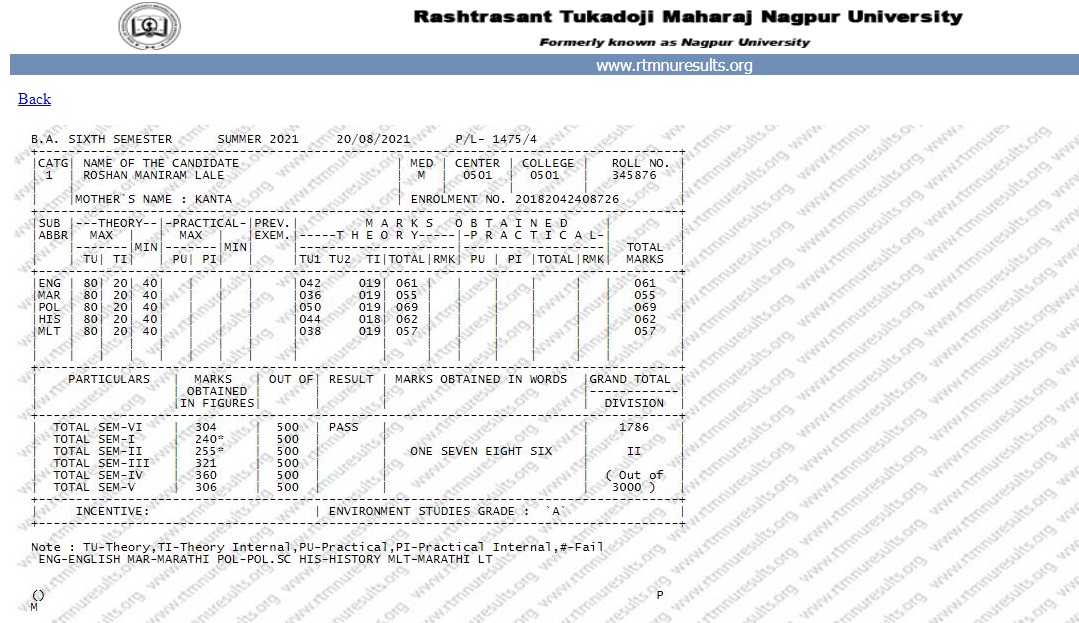 Rashtrasant Tukadoji Maharaj Nagpur University
Formerly known as Nagpur University
www.rtmnuresults.org
Back
B.A. SIXTH SEMESTER SUMMER 2021 20/08/2021 P/L- 1475/4
|CATG| NAME OF THE CANDIDATE | MED | CENTER | COLLEGE | ROLL NO. |
| 1 | ROSHAN MANIRAM LALE | M | 0501 | 0501 | 345876 |
| |MOTHER`S NAME : KANTA | ENROLMENT NO. 20182042408726 |
|SUB |---THEORY--|-PRACTICAL-|PREV.| M A R K S O B T A I N E D | |
|ABBR| MAX | | MAX | |EXEM.|-----T H E O R Y-----|-P R A C T I C A L-| |
| |-------|MIN|-------|MIN| |---------------------|-------------------| TOTAL |
| | TU| TI| | PU| PI| | |TU1 TU2 TI|TOTAL|RMK| PU | PI |TOTAL|RMK| MARKS |
|ENG | 80| 20| 40| | | | |042 019| 061 | | | | | | 061 |
|MAR | 80| 20| 40| | | | |036 019| 055 | | | | | | 055 |
|POL | 80| 20| 40| | | | |050 019| 069 | | | | | | 069 |
|HIS | 80| 20| 40| | | | |044 018| 062 | | | | | | 062 |
|MLT | 80| 20| 40| | | | |038 019| 057 | | | | | | 057 |
| PARTICULARS | MARKS | OUT OF| RESULT | MARKS OBTAINED IN WORDS |GRAND TOTAL |
| | OBTAINED | | | |------------|
| |IN FIGURES| | | | DIVISION |
| TOTAL SEM-VI | 304 | 500 | PASS | | 1786 |
| TOTAL SEM-I | 240* | 500 | | | |
| TOTAL SEM-II | 255* | 500 | | ONE SEVEN EIGHT SIX | II |
| TOTAL SEM-III | 321 | 500 | | | |
| TOTAL SEM-IV | 360 | 500 | | | ( Out of |
| TOTAL SEM-V | 306 | 500 | | | 3000 ) |
| INCENTIVE: | ENVIRONMENT STUDIES GRADE : `A` |
Note : TU-Theory,TI-Theory Internal,PU-Practical,PI-Practical Internal,#-Fail
ENG-ENGLISH MAR-MARATHI POL-POL.SC HIS-HISTORY MLT-MARATHI LT
() P
M